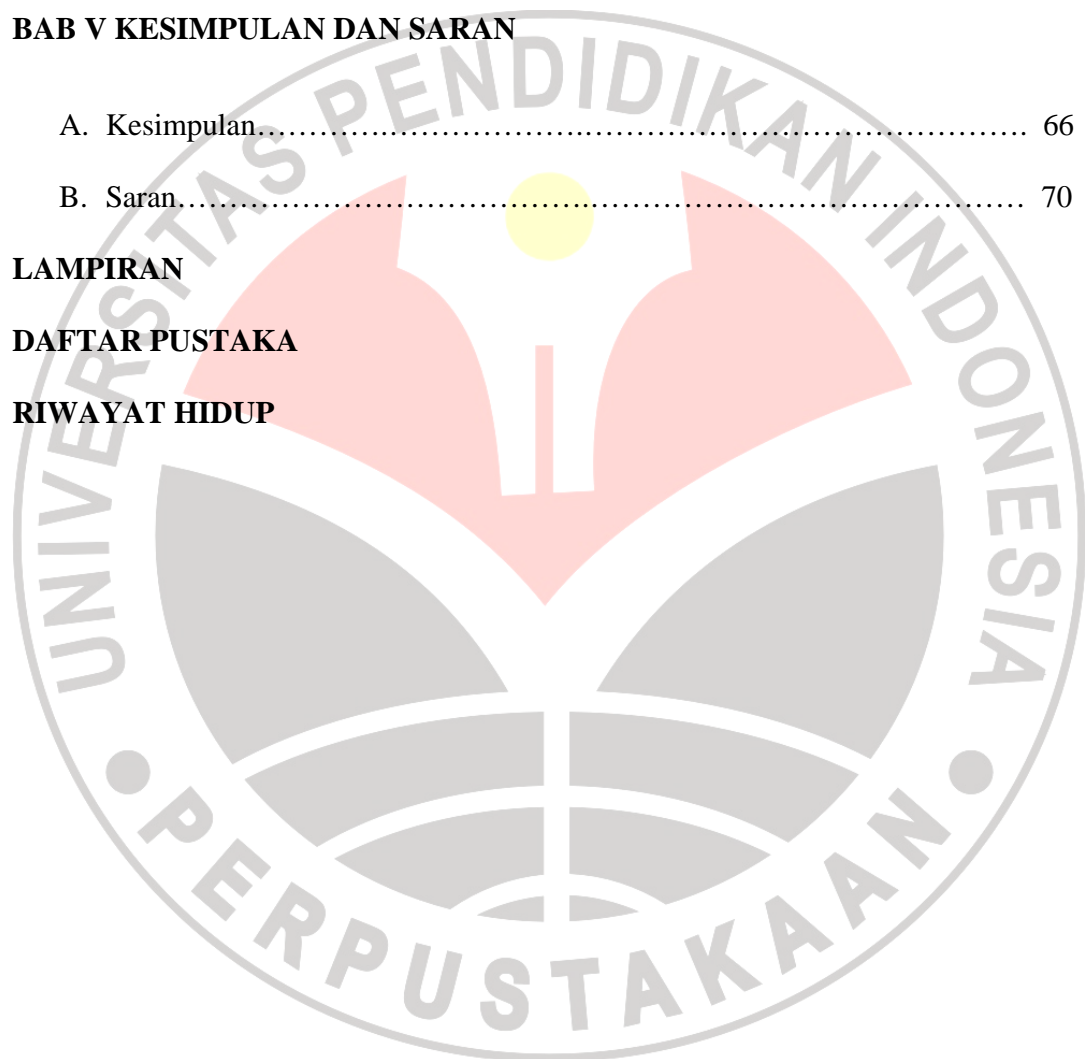 BAB V KESIMPULAN DAN SARAN
A. Kesimpulan………….………………….……………………………………. 66
B. Saran…………………………………….………………………………… 70
LAMPIRAN
DAFTAR PUSTAKA
RIWAYAT HIDUP
UNIVERSITAS PENDIDIKAN INDONESIA
PERPUSTAKAAN